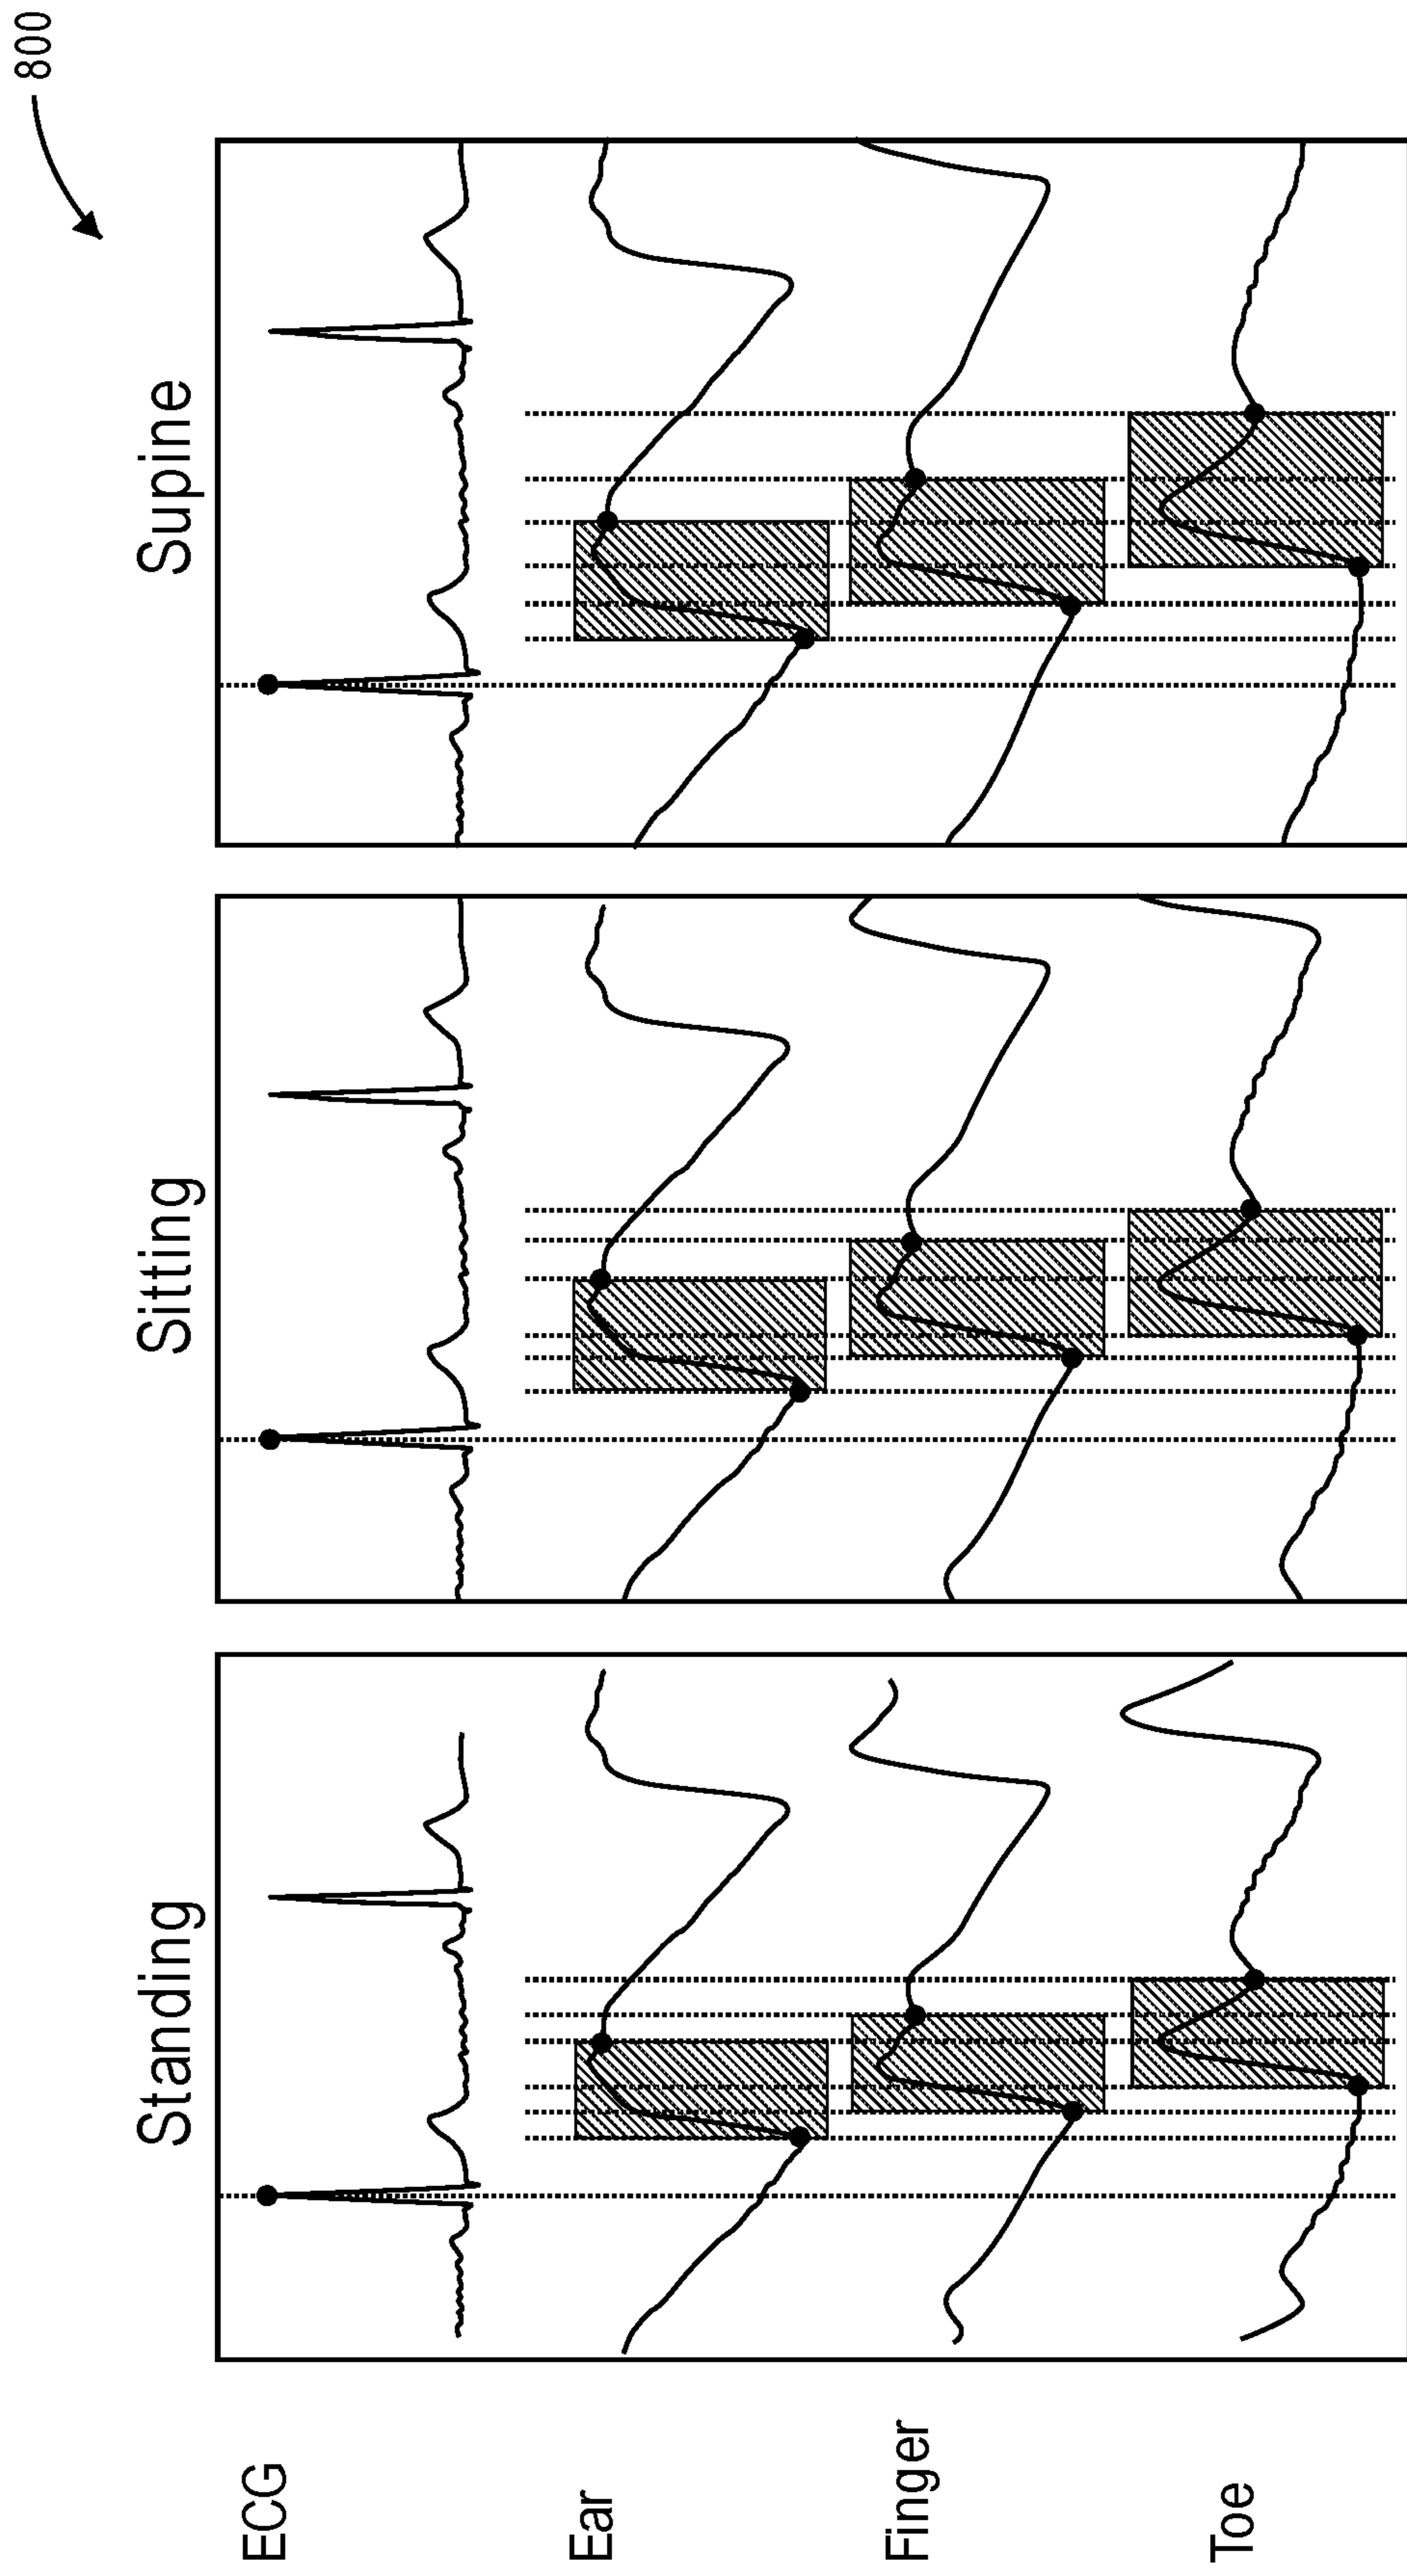 800
Standing
Sitting
Supine
ECG
Ear
Finger
Toe